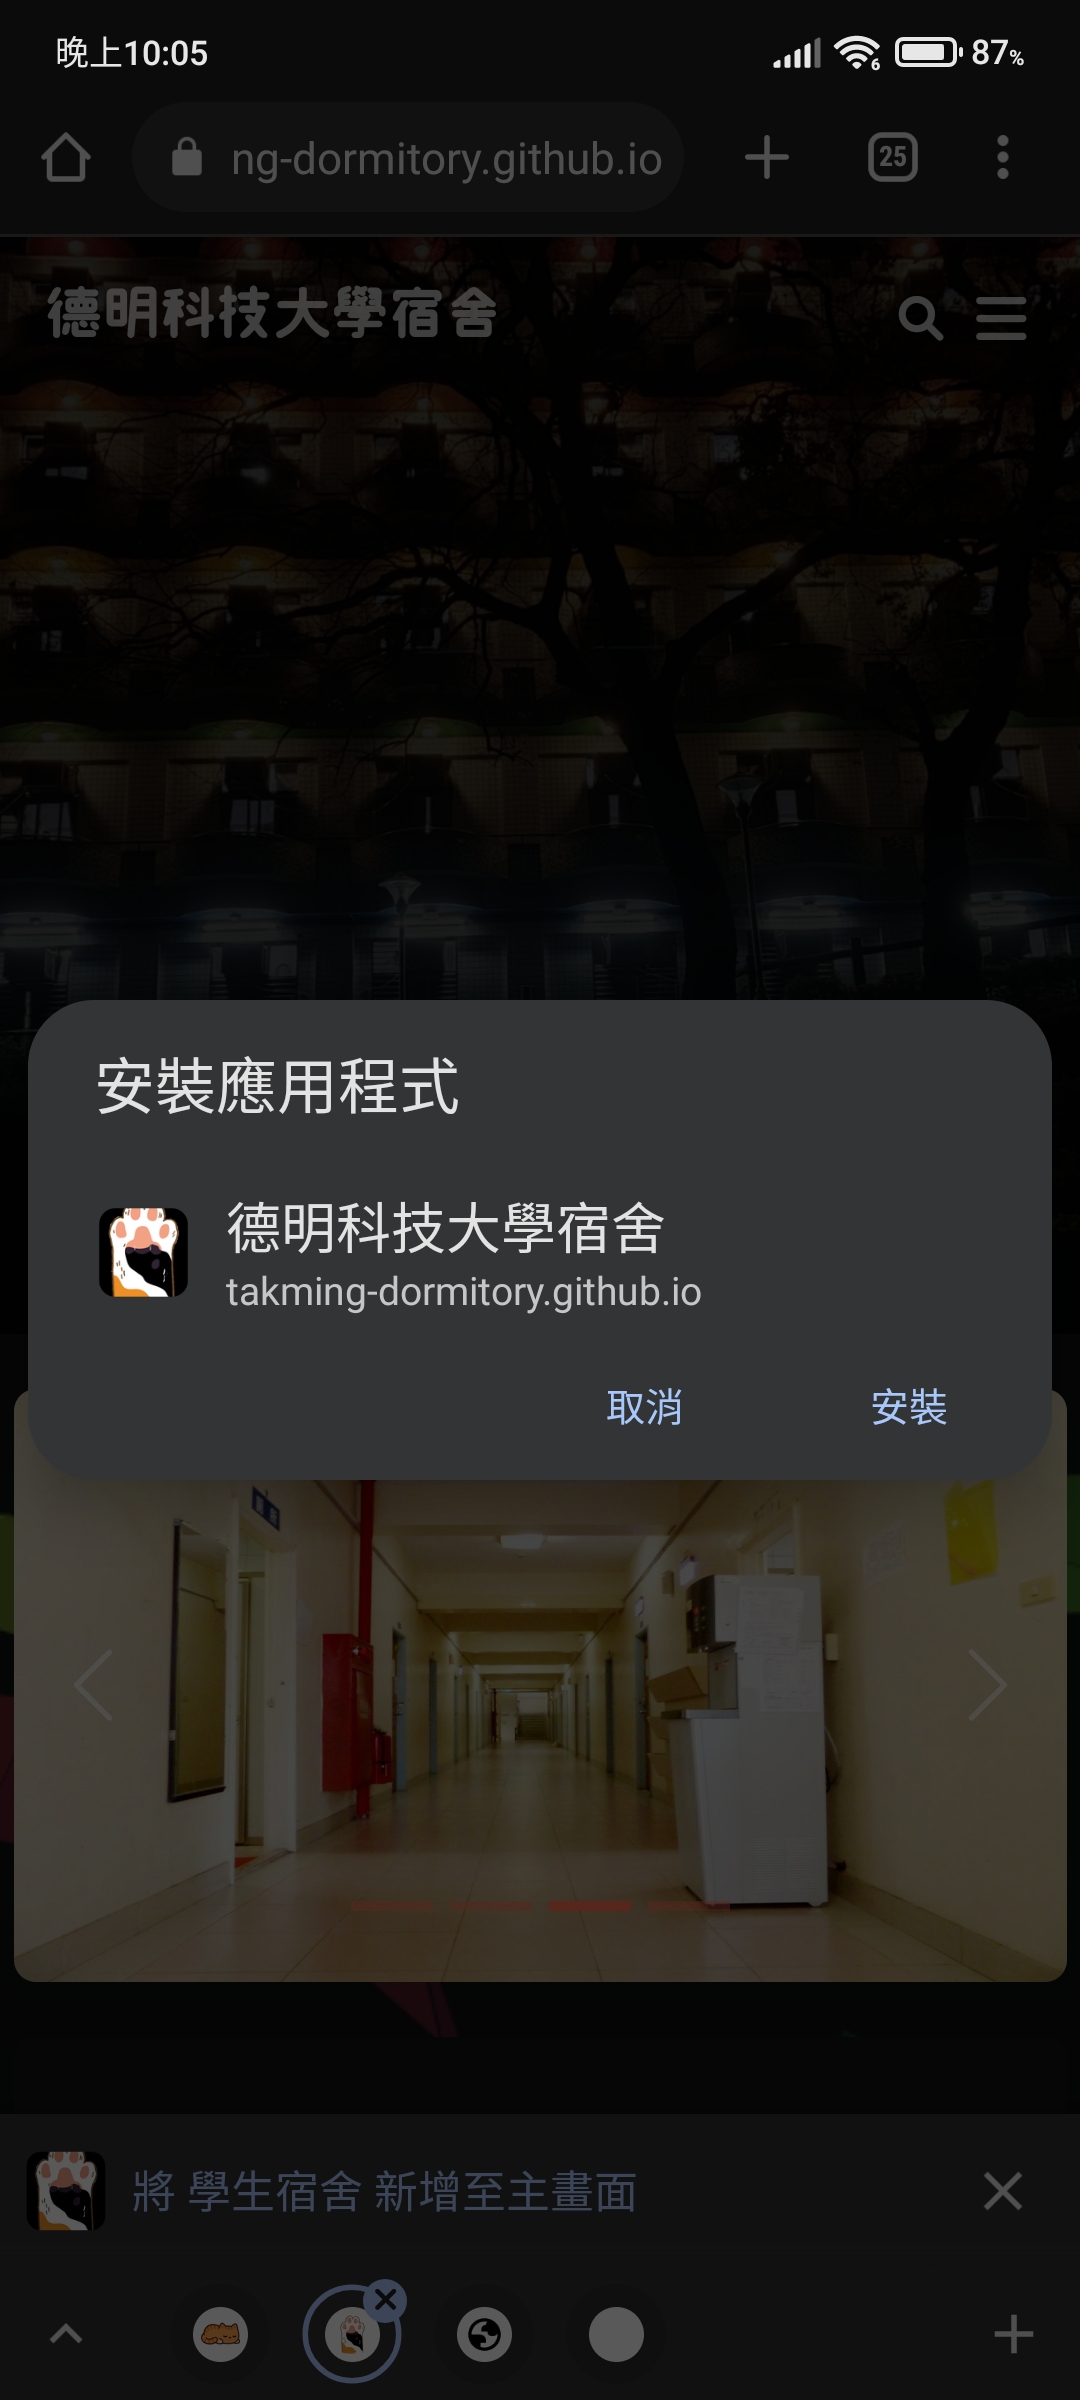 晚上10:05
87%
ng-dormitory.github.io
25
德明科技大學宿舍
安裝應用程式
德明科技大學宿舍
takming-dormitory.github.io
取消
安裝
將 學生宿舍 新增至主畫面